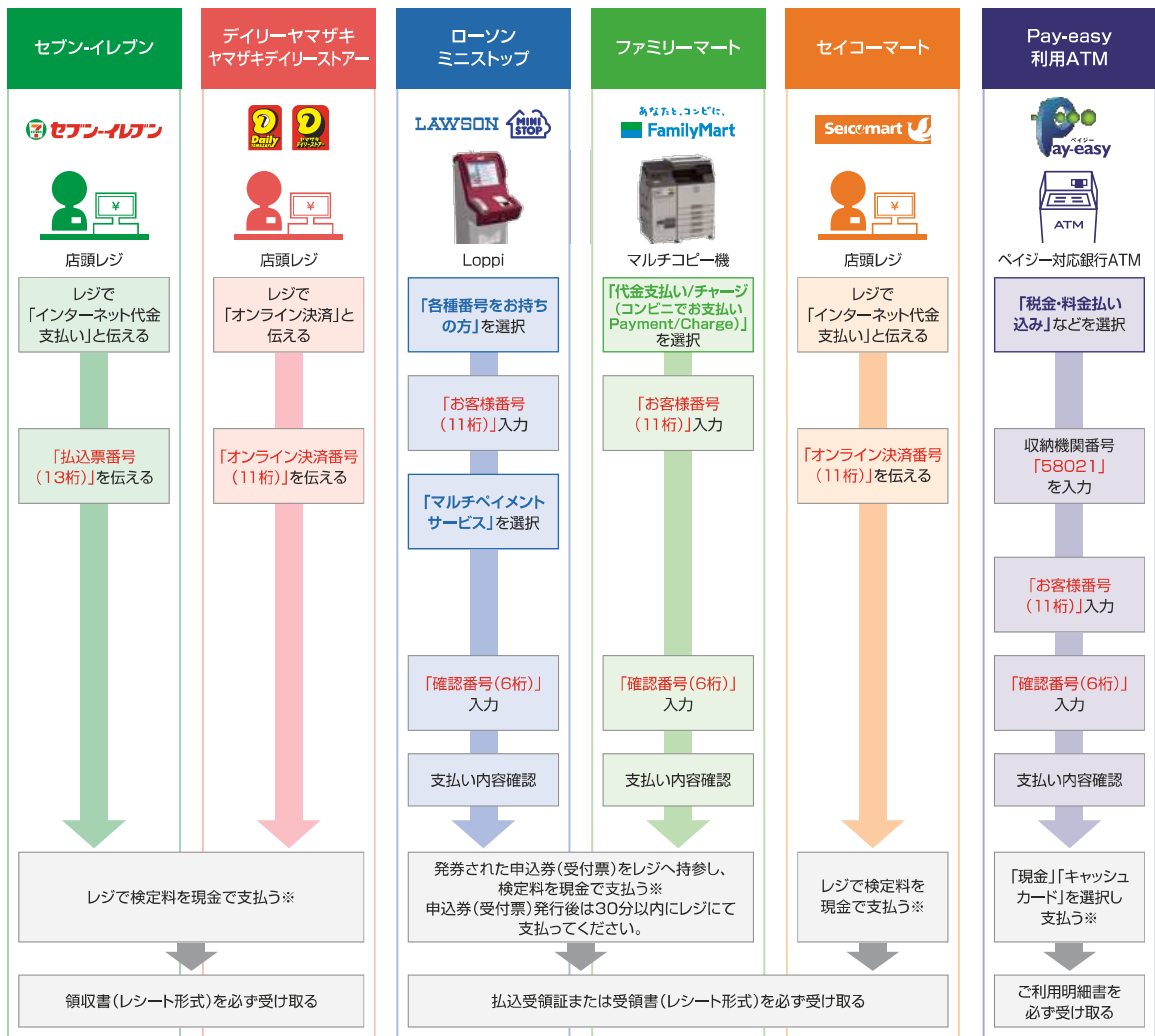 セブン-イレブン
デイリーヤマザキ
ヤマザキデイリーストアー
ローソン
ミニストップ
ファミリーマート
セイコーマート
Pay-easy
利用ATM
セブン-イレブン
Daily
ヤマザキ
デイリーストアー
LAWSON
MINI
STOP
あなたと、コンビに、
FamilyMart
Seicomart
ペイジー
Pay-easy
¥
¥
¥
ATM
店頭レジ
店頭レジ
Loppi
マルチコピー機
店頭レジ
ペイジー対応銀行ATM
レジで
「インターネット代金
支払い」と伝える
レジで
「オンライン決済」と
伝える
「各種番号をお持ち
の方」を選択
「代金支払い/チャージ
(コンビニでお支払い
Payment/Charge)」
を選択
レジで
「インターネット代金
支払い」と伝える
「税金・料金払い
込み」などを選択
「お客様番号
(11桁)」入力
「お客様番号
(11桁)」入力
「払込票番号
(13桁)」を伝える
「オンライン決済番号
(11桁)」を伝える
「マルチペイメント
サービス」を選択
「オンライン決済番号
(11桁)」を伝える
収納機関番号
「58021」
を入力
「お客様番号
(11桁)」入力
「確認番号(6桁)」
入力
「確認番号(6桁)」
入力
「確認番号(6桁)」
入力
支払い内容確認
支払い内容確認
支払い内容確認
レジで検定料を現金で支払う※
発券された申込券(受付票)をレジへ持参し、
検定料を現金で支払う※
申込券(受付票)発行後は30分以内にレジにて
支払ってください。
レジで検定料を
現金で支払う※
「現金」「キャッシュ
カード」を選択し
支払う※
領収書(レシート形式)を必ず受け取る
払込受領証または受領書(レシート形式)を必ず受け取る
ご利用明細書を
必ず受け取る